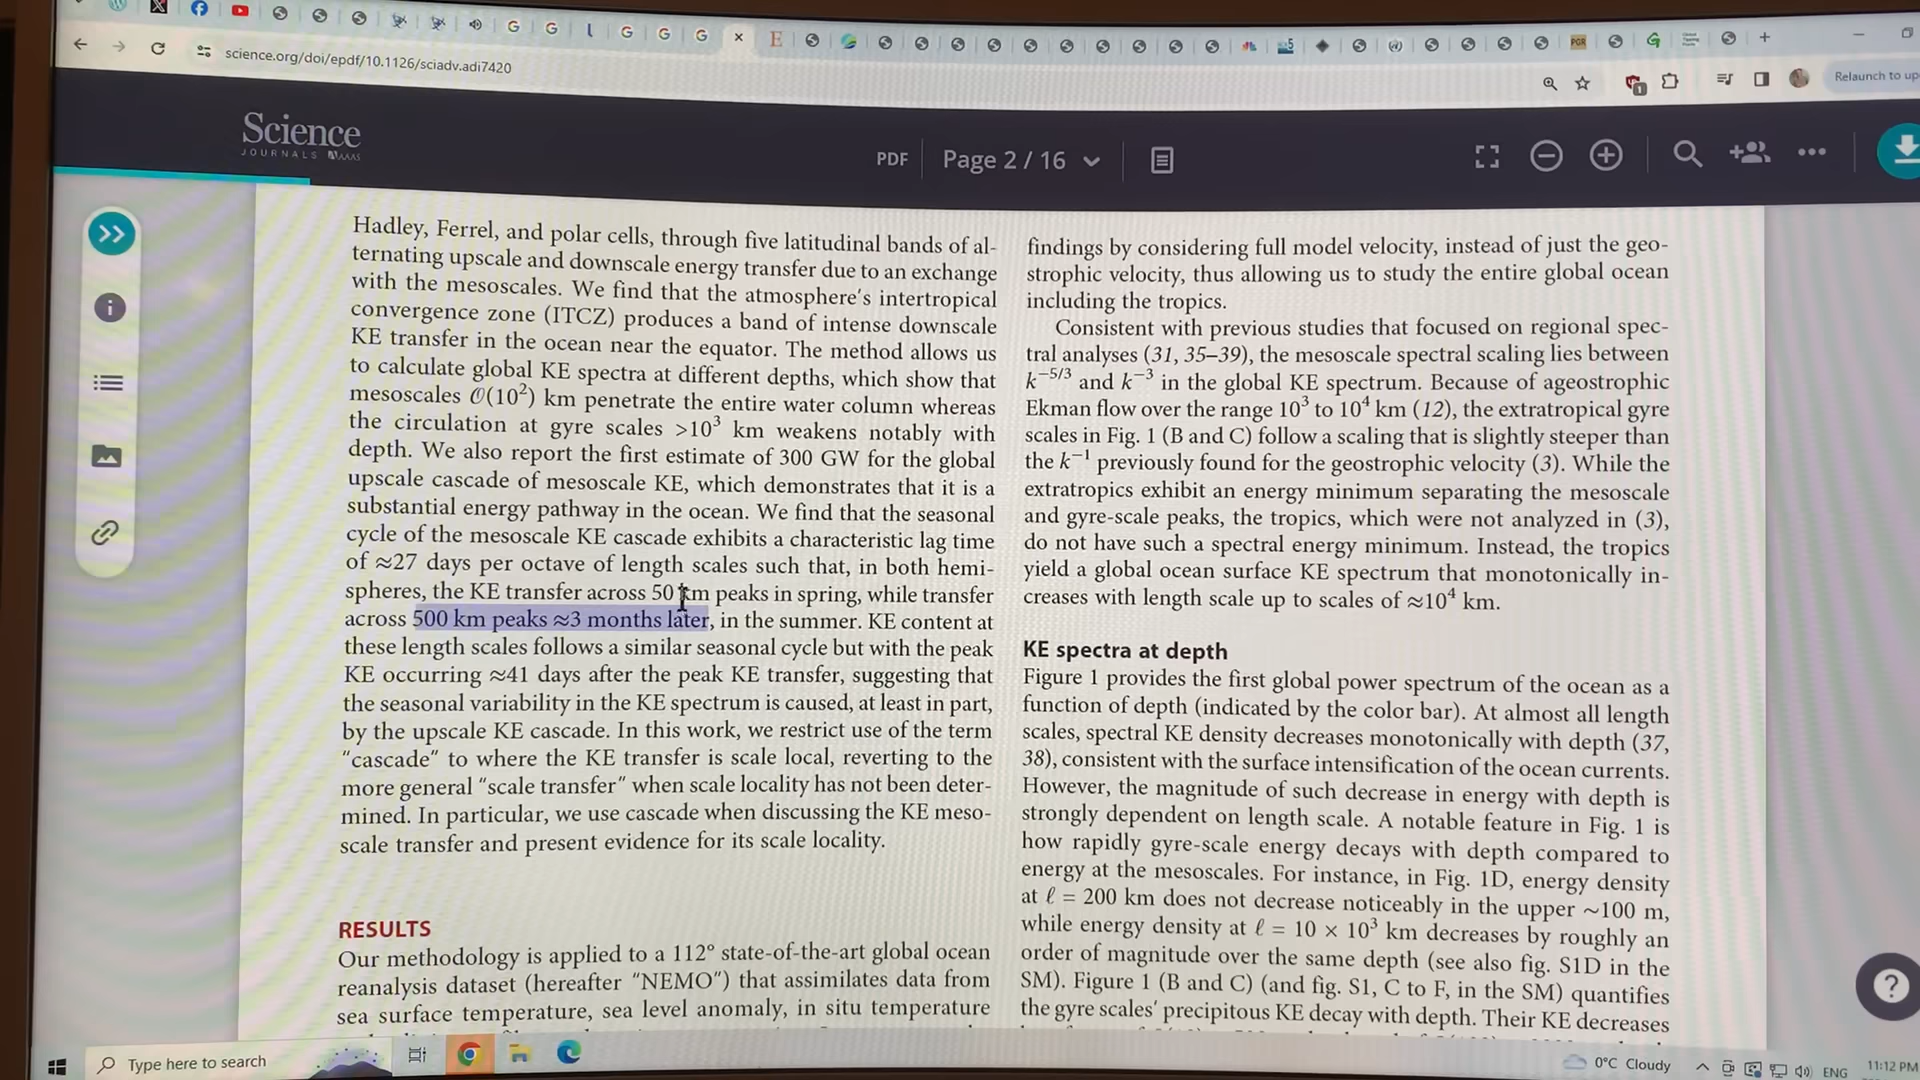 science.org/doi/epdf/10.1126/sciadv.adi7420
Relaunch to up
Science
JOURNALS AAAS
PDF
Page 2 / 16
Hadley, Ferrel, and polar cells, through five latitudinal bands of al-
ternating upscale and downscale energy transfer due to an exchange
with the mesoscales. We find that the atmosphere's intertropical
convergence zone (ITCZ) produces a band of intense downscale
KE transfer in the ocean near the equator. The method allows us
to calculate global KE spectra at different depths, which show that
mesoscales 𝒪(10²) km penetrate the entire water column whereas
the circulation at gyre scales >10³ km weakens notably with
depth. We also report the first estimate of 300 GW for the global
upscale cascade of mesoscale KE, which demonstrates that it is a
substantial energy pathway in the ocean. We find that the seasonal
cycle of the mesoscale KE cascade exhibits a characteristic lag time
of ≈27 days per octave of length scales such that, in both hemi-
spheres, the KE transfer across 50 km peaks in spring, while transfer
across 500 km peaks ≈3 months later, in the summer. KE content at
these length scales follows a similar seasonal cycle but with the peak
KE occurring ≈41 days after the peak KE transfer, suggesting that
the seasonal variability in the KE spectrum is caused, at least in part,
by the upscale KE cascade. In this work, we restrict use of the term
"cascade" to where the KE transfer is scale local, reverting to the
more general "scale transfer" when scale locality has not been deter-
mined. In particular, we use cascade when discussing the KE meso-
scale transfer and present evidence for its scale locality.
RESULTS
Our methodology is applied to a 112° state-of-the-art global ocean
reanalysis dataset (hereafter "NEMO") that assimilates data from
sea surface temperature, sea level anomaly, in situ temperature
findings by considering full model velocity, instead of just the geo-
strophic velocity, thus allowing us to study the entire global ocean
including the tropics.
Consistent with previous studies that focused on regional spec-
tral analyses (31, 35–39), the mesoscale spectral scaling lies between
k⁻⁵ᐟ³ and k⁻³ in the global KE spectrum. Because of ageostrophic
Ekman flow over the range 10³ to 10⁴ km (12), the extratropical gyre
scales in Fig. 1 (B and C) follow a scaling that is slightly steeper than
the k⁻¹ previously found for the geostrophic velocity (3). While the
extratropics exhibit an energy minimum separating the mesoscale
and gyre-scale peaks, the tropics, which were not analyzed in (3),
do not have such a spectral energy minimum. Instead, the tropics
yield a global ocean surface KE spectrum that monotonically in-
creases with length scale up to scales of ≈10⁴ km.
KE spectra at depth
Figure 1 provides the first global power spectrum of the ocean as a
function of depth (indicated by the color bar). At almost all length
scales, spectral KE density decreases monotonically with depth (37,
38), consistent with the surface intensification of the ocean currents.
However, the magnitude of such decrease in energy with depth is
strongly dependent on length scale. A notable feature in Fig. 1 is
how rapidly gyre-scale energy decays with depth compared to
energy at the mesoscales. For instance, in Fig. 1D, energy density
at ℓ = 200 km does not decrease noticeably in the upper ~100 m,
while energy density at ℓ = 10 × 10³ km decreases by roughly an
order of magnitude over the same depth (see also fig. S1D in the
SM). Figure 1 (B and C) (and fig. S1, C to F, in the SM) quantifies
the gyre scales' precipitous KE decay with depth. Their KE decreases
Type here to search
0°C Cloudy
ENG
11:12 PM